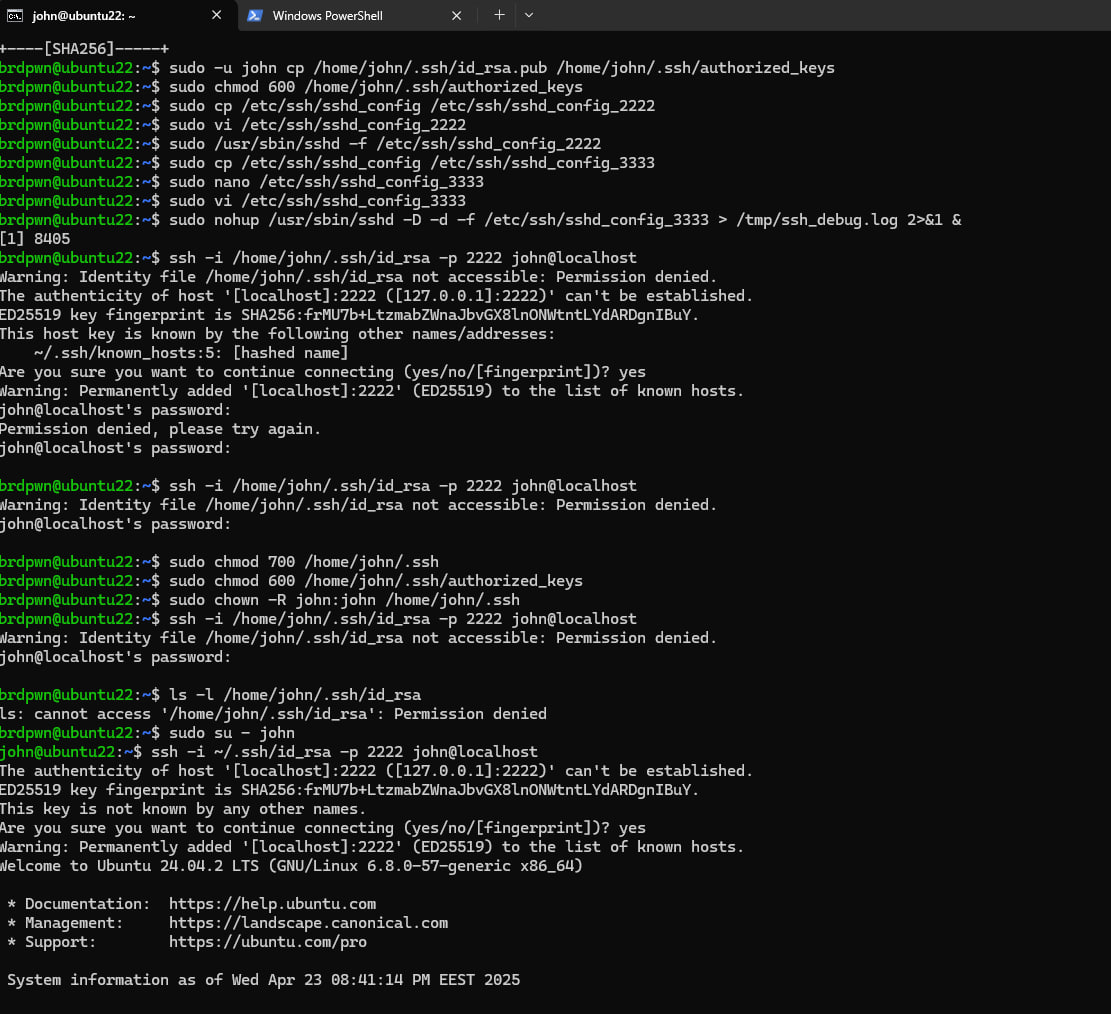 john@ubuntu22: ~
Windows PowerShell
+----[SHA256]-----+
brdpwn@ubuntu22:~$ sudo -u john cp /home/john/.ssh/id_rsa.pub /home/john/.ssh/authorized_keys
brdpwn@ubuntu22:~$ sudo chmod 600 /home/john/.ssh/authorized_keys
brdpwn@ubuntu22:~$ sudo cp /etc/ssh/sshd_config /etc/ssh/sshd_config_2222
brdpwn@ubuntu22:~$ sudo vi /etc/ssh/sshd_config_2222
brdpwn@ubuntu22:~$ sudo /usr/sbin/sshd -f /etc/ssh/sshd_config_2222
brdpwn@ubuntu22:~$ sudo cp /etc/ssh/sshd_config /etc/ssh/sshd_config_3333
brdpwn@ubuntu22:~$ sudo nano /etc/ssh/sshd_config_3333
brdpwn@ubuntu22:~$ sudo vi /etc/ssh/sshd_config_3333
brdpwn@ubuntu22:~$ sudo nohup /usr/sbin/sshd -D -d -f /etc/ssh/sshd_config_3333 > /tmp/ssh_debug.log 2>&1 &
[1] 8405
brdpwn@ubuntu22:~$ ssh -i /home/john/.ssh/id_rsa -p 2222 john@localhost
Warning: Identity file /home/john/.ssh/id_rsa not accessible: Permission denied.
The authenticity of host '[localhost]:2222 ([127.0.0.1]:2222)' can't be established.
ED25519 key fingerprint is SHA256:frMU7b+LtzmabZWnaJbvGX8lnONWtntLYdARDgnIBuY.
This host key is known by the following other names/addresses:
    ~/.ssh/known_hosts:5: [hashed name]
Are you sure you want to continue connecting (yes/no/[fingerprint])? yes
Warning: Permanently added '[localhost]:2222' (ED25519) to the list of known hosts.
john@localhost's password:
Permission denied, please try again.
john@localhost's password:
brdpwn@ubuntu22:~$ ssh -i /home/john/.ssh/id_rsa -p 2222 john@localhost
Warning: Identity file /home/john/.ssh/id_rsa not accessible: Permission denied.
john@localhost's password:
brdpwn@ubuntu22:~$ sudo chmod 700 /home/john/.ssh
brdpwn@ubuntu22:~$ sudo chmod 600 /home/john/.ssh/authorized_keys
brdpwn@ubuntu22:~$ sudo chown -R john:john /home/john/.ssh
brdpwn@ubuntu22:~$ ssh -i /home/john/.ssh/id_rsa -p 2222 john@localhost
Warning: Identity file /home/john/.ssh/id_rsa not accessible: Permission denied.
john@localhost's password:
brdpwn@ubuntu22:~$ ls -l /home/john/.ssh/id_rsa
ls: cannot access '/home/john/.ssh/id_rsa': Permission denied
brdpwn@ubuntu22:~$ sudo su - john
john@ubuntu22:~$ ssh -i ~/.ssh/id_rsa -p 2222 john@localhost
The authenticity of host '[localhost]:2222 ([127.0.0.1]:2222)' can't be established.
ED25519 key fingerprint is SHA256:frMU7b+LtzmabZWnaJbvGX8lnONWtntLYdARDgnIBuY.
This key is not known by any other names.
Are you sure you want to continue connecting (yes/no/[fingerprint])? yes
Warning: Permanently added '[localhost]:2222' (ED25519) to the list of known hosts.
Welcome to Ubuntu 24.04.2 LTS (GNU/Linux 6.8.0-57-generic x86_64)
 * Documentation:  https://help.ubuntu.com
 * Management:     https://landscape.canonical.com
 * Support:        https://ubuntu.com/pro
 System information as of Wed Apr 23 08:41:14 PM EEST 2025